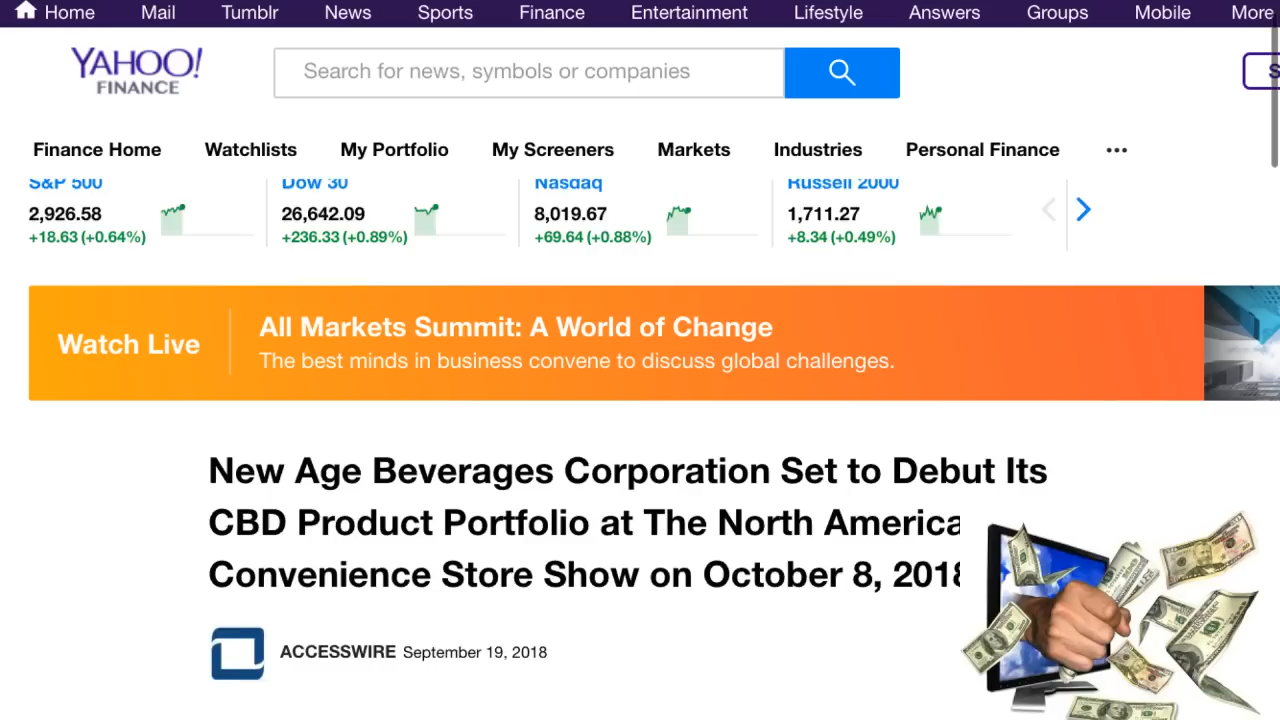 Home Mail Tumblr News Sports Finance Entertainment Lifestyle Answers Groups Mobile More
YAHOO!
FINANCE
Search for news, symbols or companies
S
Finance Home Watchlists My Portfolio My Screeners Markets Industries Personal Finance •••
S&P 500 Dow 30 Nasdaq Russell 2000
2,926.58 26,642.09 8,019.67 1,711.27
+18.63 (+0.64%) +236.33 (+0.89%) +69.64 (+0.88%) +8.34 (+0.49%)
Watch Live
All Markets Summit: A World of Change
The best minds in business convene to discuss global challenges.
New Age Beverages Corporation Set to Debut Its
CBD Product Portfolio at The North America
Convenience Store Show on October 8, 2018
ACCESSWIRE September 19, 2018